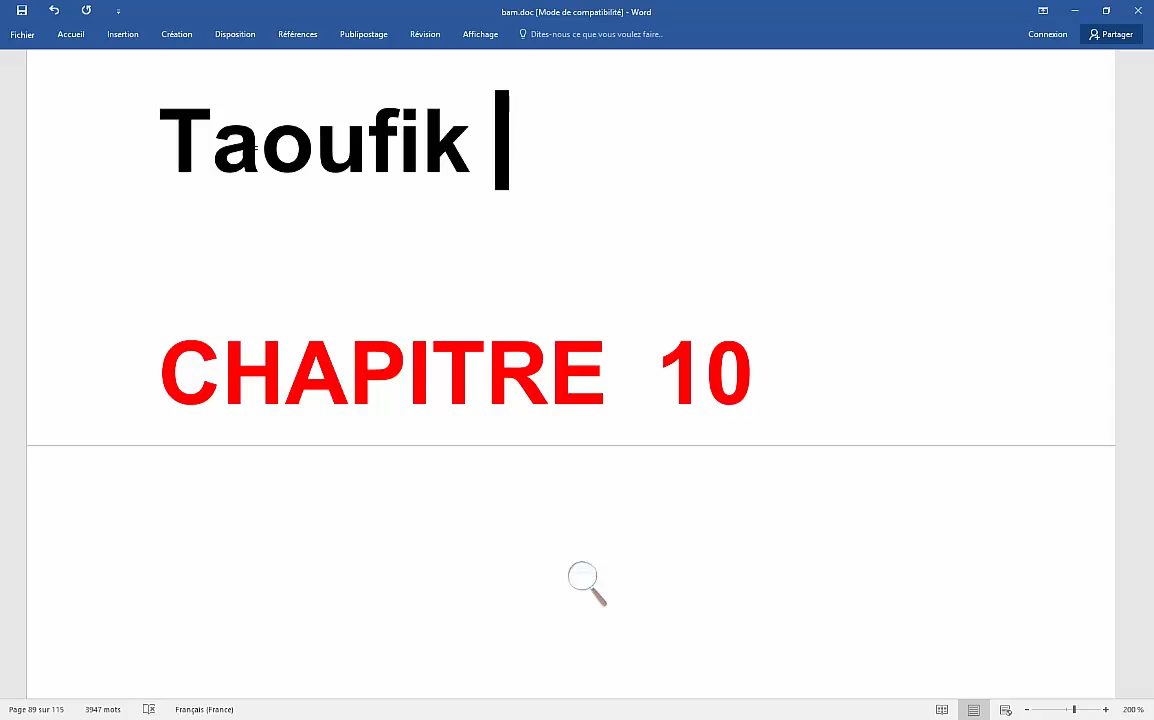 bam.doc [Mode de compatibilité] - Word
Fichier Accueil Insertion Création Disposition Références Publipostage Révision Affichage Dites-nous ce que vous voulez faire.. Connexion Partager
Taoufik
CHAPITRE 10
Page 89 sur 115 3947 mots Français (France) 200 %